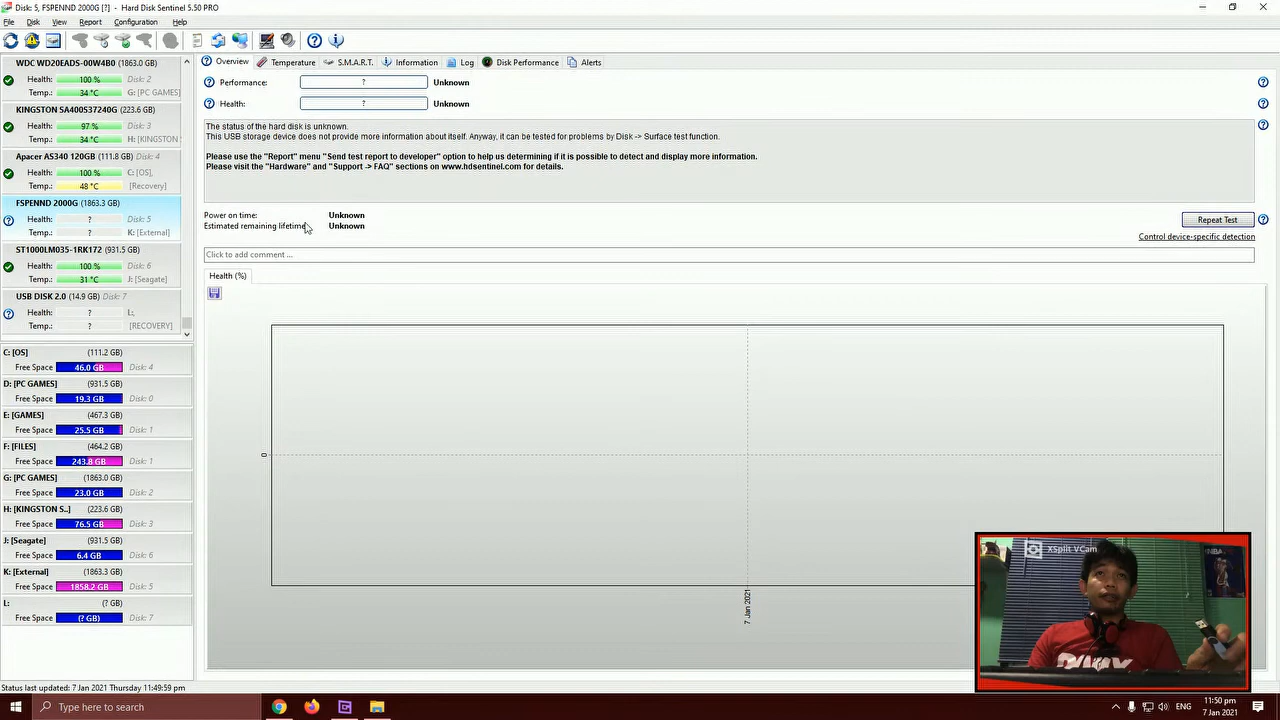 Disk: 5, FSPENND 2000G [?] - Hard Disk Sentinel 5.50 PRO
File Disk View Report Configuration Help
WDC WD20EADS-00W4B0 (1863.0 GB)
Health: 100 % Disk: 2
Temp.: 34 °C G: [PC GAMES]
KINGSTON SA400S37240G (223.6 GB)
Health: 97 % Disk: 3
Temp.: 34 °C H: [KINGSTON
Apacer AS340 120GB (111.8 GB) Disk: 4
Health: 100 % C: [OS],
Temp.: 48 °C [Recovery]
FSPENND 2000G (1863.3 GB)
Health: ? Disk: 5
Temp.: ? K: [External]
ST1000LM035-1RK172 (931.5 GB)
Health: 100 % Disk: 6
Temp.: 31 °C J: [Seagate]
USB DISK 2.0 (14.9 GB) Disk: 7
Health: ? L:,
Temp.: ? [RECOVERY]
C: [OS] (111.2 GB)
Free Space 46.0 GB Disk: 4
D: [PC GAMES] (931.5 GB)
Free Space 19.3 GB Disk: 0
E: [GAMES] (467.3 GB)
Free Space 25.5 GB Disk: 1
F: [FILES] (464.2 GB)
Free Space 243.8 GB Disk: 1
G: [PC GAMES] (1863.0 GB)
Free Space 23.0 GB Disk: 2
H: [KINGSTON S..] (223.6 GB)
Free Space 76.5 GB Disk: 3
J: [Seagate] (931.5 GB)
Free Space 6.4 GB Disk: 6
K: [External] (1863.3 GB)
Free Space 1858.2 GB Disk: 5
L: (? GB)
Free Space (? GB) Disk: 7
Overview Temperature S.M.A.R.T. Information Log Disk Performance Alerts
Performance: ? Unknown
Health: ? Unknown
The status of the hard disk is unknown.
This USB storage device does not provide more information about itself. Anyway, it can be tested for problems by Disk -> Surface test function.
Please use the "Report" menu "Send test report to developer" option to help us determining if it is possible to detect and display more information.
Please visit the "Hardware" and "Support -> FAQ" sections on www.hdsentinel.com for details.
Power on time: Unknown
Estimated remaining lifetime: Unknown
Repeat Test
Control device-specific detection
Click to add comment ...
Health (%)
0
7 Jan 2021
XSplit VCam
NBA
Status last updated: 7 Jan 2021 Thursday 11:49:59 pm
Type here to search
ENG
11:50 pm
7 Jan 2021